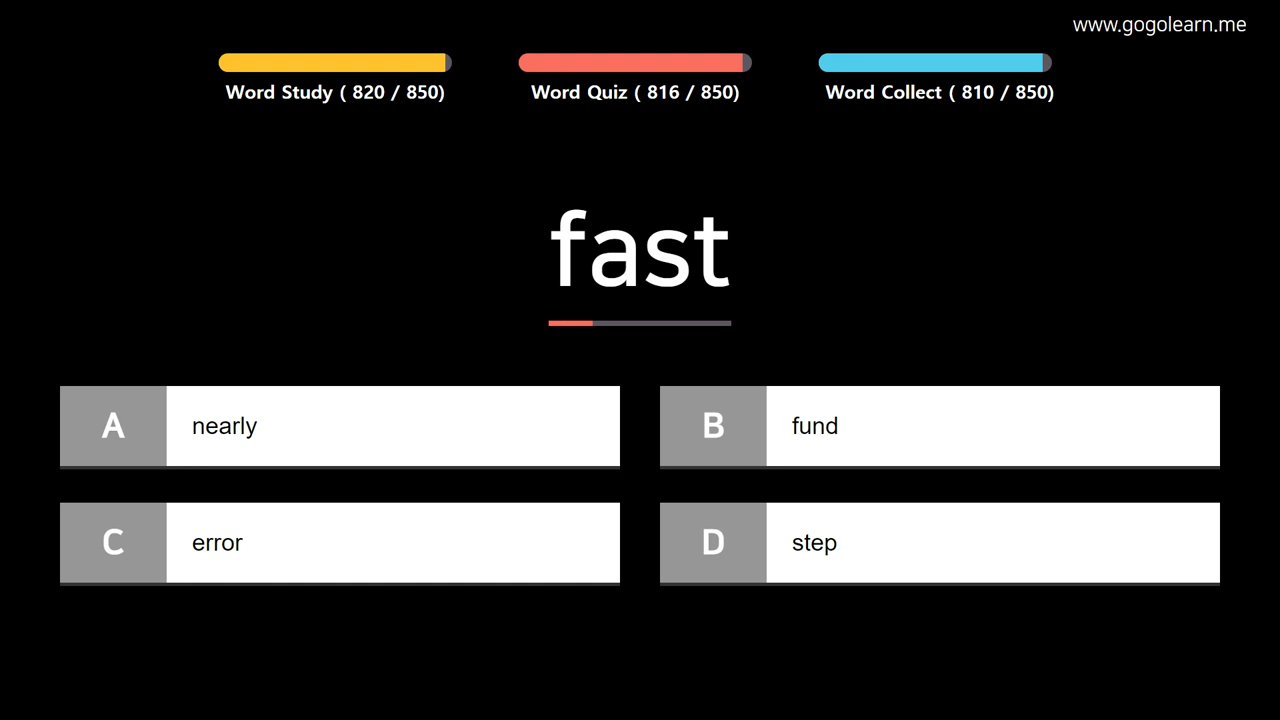 www.gogolearn.me
Word Study ( 820 / 850)
Word Quiz ( 816 / 850)
Word Collect ( 810 / 850)
fast
A nearly
B fund
C error
D step